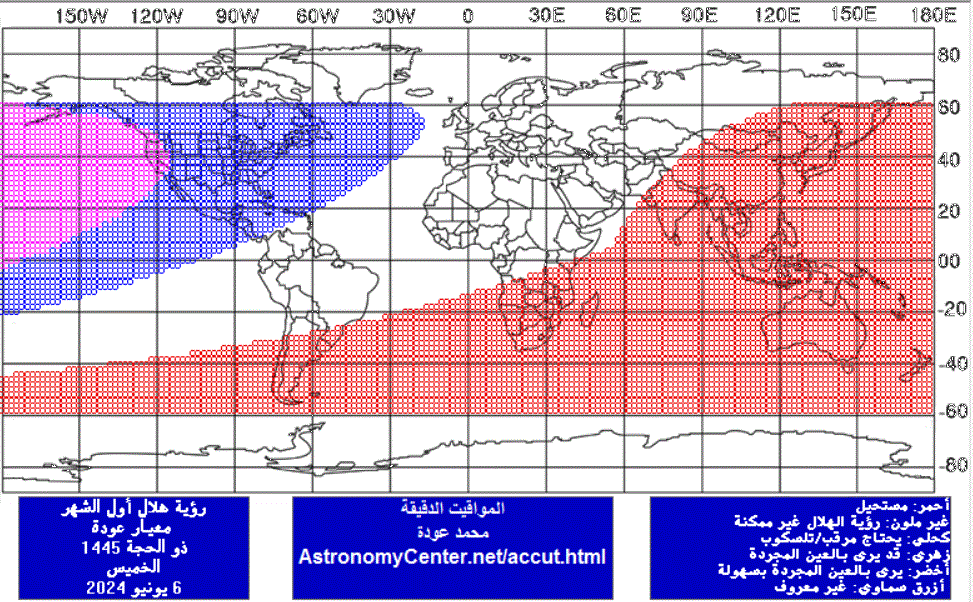 150W 120W 90W 60W 30W 0 30E 60E 90E 120E 150E 180E
80
60
40
20
00
-20
-40
-60
-80
أحمر: مستحيل
غير ملون: رؤية الهلال غير ممكنة
كحلي: يحتاج مرقب/تلسكوب
زهري: قد يرى بالعين المجردة
أخضر: يرى بالعين المجردة بسهولة
أزرق سماوي: غير معروف
المواقيت الدقيقة
محمد عودة
AstronomyCenter.net/accut.html
رؤية هلال أول الشهر
معيار عودة
ذو الحجة 1445
الخميس
6 يونيو 2024